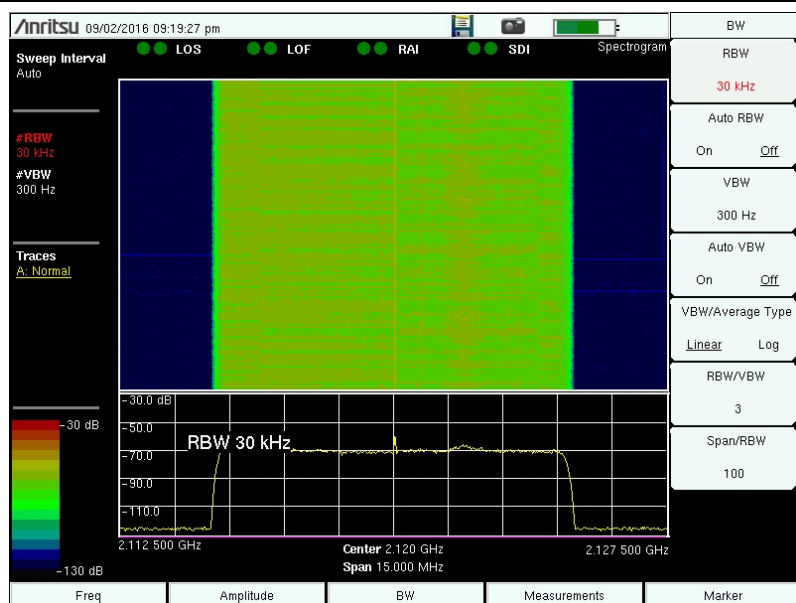 Anritsu 09/02/2016 09:19:27 pm
LOS LOF RAI SDI Spectrogram
Sweep Interval
Auto
#RBW
30 kHz
#VBW
300 Hz
Traces
A: Normal
-30 dB
-130 dB
-30.0 dB
-50.0
-70.0
-90.0
-110.0
RBW 30 kHz
2.112 500 GHz
Center 2.120 GHz
2.127 500 GHz
Span 15.000 MHz
BW
RBW
30 kHz
Auto RBW
On Off
VBW
300 Hz
Auto VBW
On Off
VBW/Average Type
Linear Log
RBW/VBW
3
Span/RBW
100
Freq Amplitude BW Measurements Marker